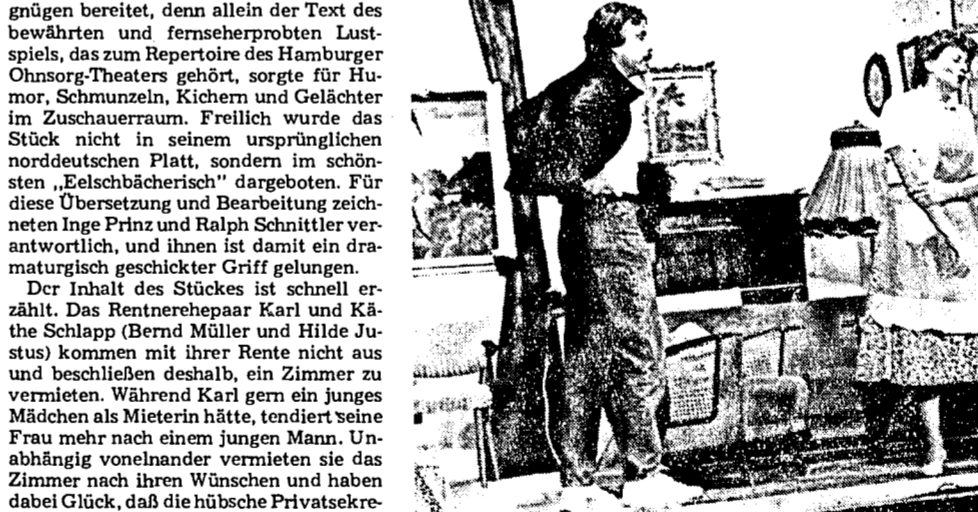 gnügen bereitet, denn allein der Text des
bewährten und fernseherprobten Lust-
spiels, das zum Repertoire des Hamburger
Ohnsorg-Theaters gehört, sorgte für Hu-
mor, Schmunzeln, Kichern und Gelächter
im Zuschauerraum. Freilich wurde das
Stück nicht in seinem ursprünglichen
norddeutschen Platt, sondern im schön-
sten „Eelschbächerisch" dargeboten. Für
diese Übersetzung und Bearbeitung zeich-
neten Inge Prinz und Ralph Schnittler ver-
antwortlich, und ihnen ist damit ein dra-
maturgisch geschickter Griff gelungen.
Der Inhalt des Stückes ist schnell er-
zählt. Das Rentnerehepaar Karl und Kä-
the Schlapp (Bernd Müller und Hilde Ju-
stus) kommen mit ihrer Rente nicht aus
und beschließen deshalb, ein Zimmer zu
vermieten. Während Karl gern ein junges
Mädchen als Mieterin hätte, tendiert seine
Frau mehr nach einem jungen Mann. Un-
abhängig voneinander vermieten sie das
Zimmer nach ihren Wünschen und haben
dabei Glück, daß die hübsche Privatsekre-